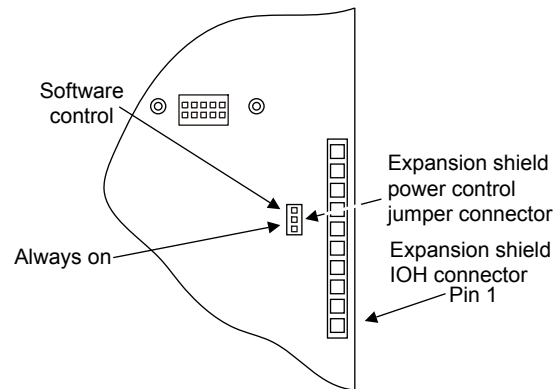 Software
control
Expansion shield
power control
jumper connector
Always on
Expansion shield
IOH connector
Pin 1